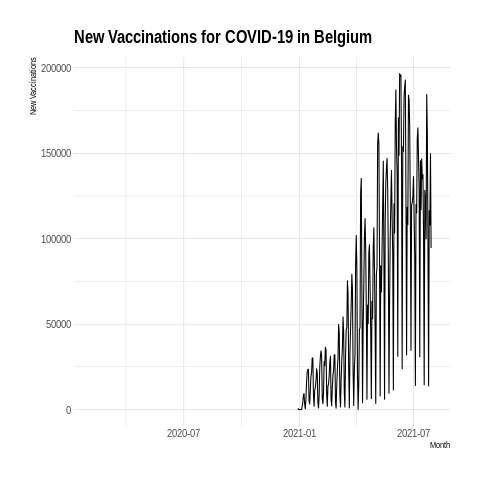 New Vaccinations for COVID-19 in Belgium
New Vaccinations
200000
150000
100000
50000
0
2020-07
2021-01
2021-07
Month